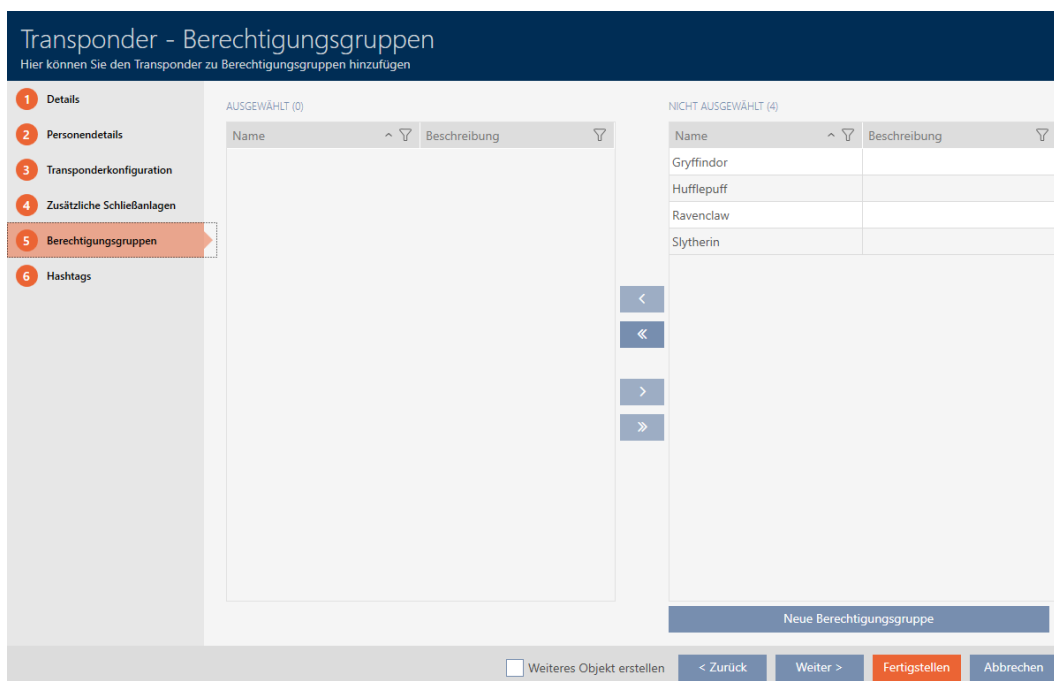 Transponder - Berechtigungsgruppen
Hier können Sie den Transponder zu Berechtigungsgruppen hinzufügen
1 Details
2 Personendetails
3 Transponderkonfiguration
4 Zusätzliche Schließanlagen
5 Berechtigungsgruppen
6 Hashtags
AUSGEWÄHLT (0)
Name Beschreibung
NICHT AUSGEWÄHLT (4)
Name Beschreibung
Gryffindor
Hufflepuff
Ravenclaw
Slytherin
Neue Berechtigungsgruppe
Weiteres Objekt erstellen < Zurück Weiter > Fertigstellen Abbrechen